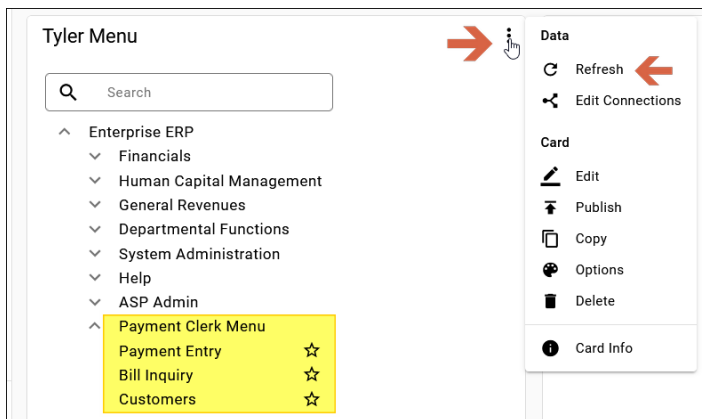 Tyler Menu
Search
Enterprise ERP
Financials
Human Capital Management
General Revenues
Departmental Functions
System Administration
Help
ASP Admin
Payment Clerk Menu
Payment Entry
Bill Inquiry
Customers
Data
Refresh
Edit Connections
Card
Edit
Publish
Copy
Options
Delete
Card Info